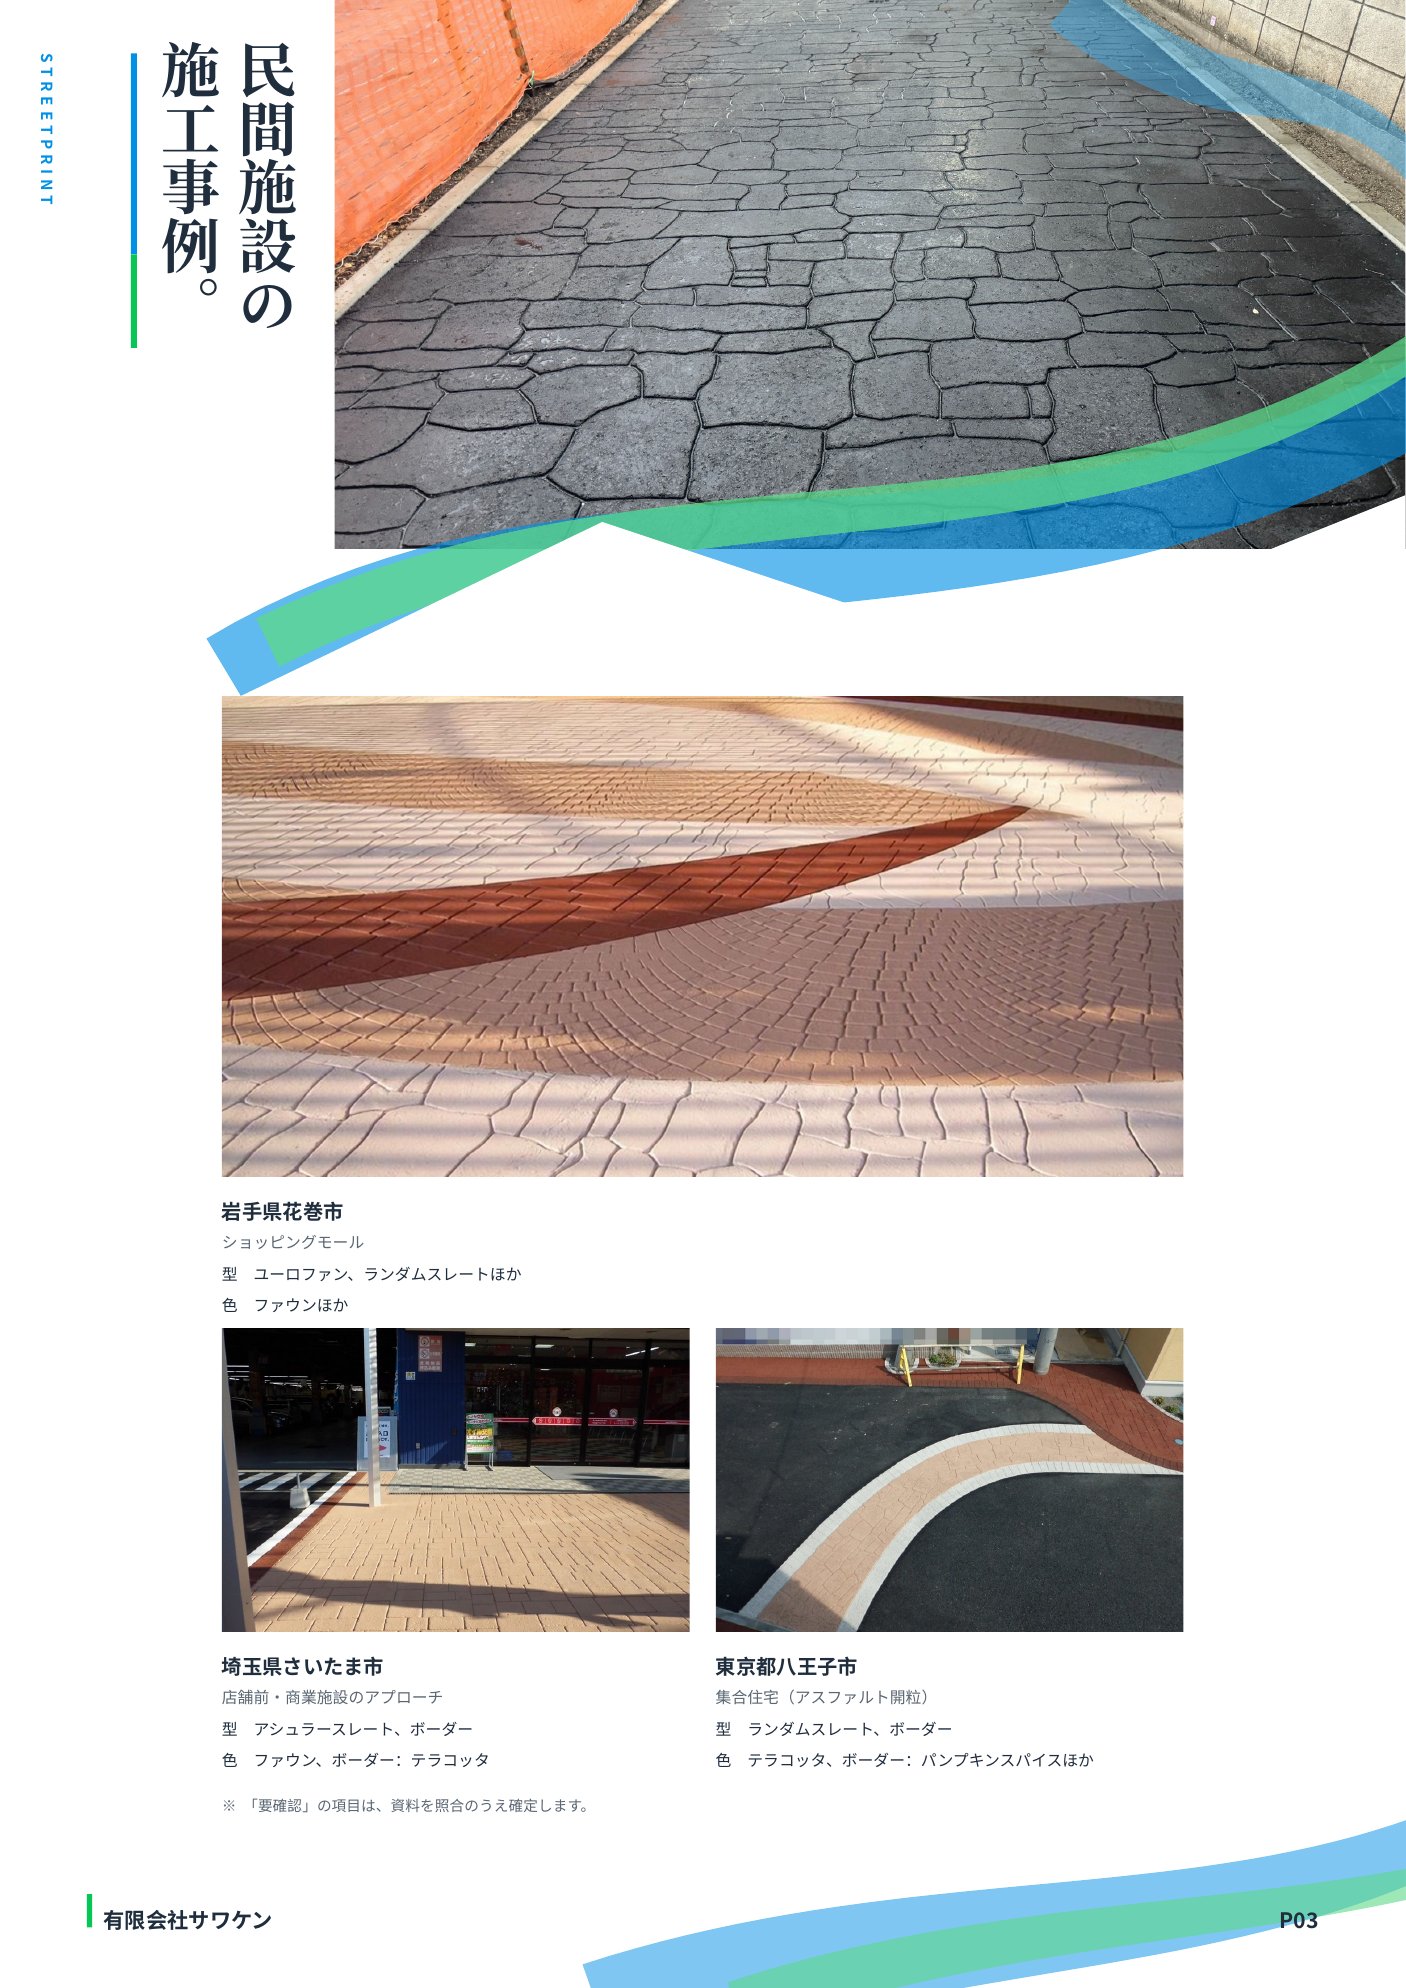 民間施設の
施工事例。
STREETPRINT
岩手県花巻市
ショッピングモール
型　ユーロファン、ランダムスレートほか
色　ファウンほか
埼玉県さいたま市
店舗前・商業施設のアプローチ
型　アシュラースレート、ボーダー
色　ファウン、ボーダー：テラコッタ
東京都八王子市
集合住宅（アスファルト開粒）
型　ランダムスレート、ボーダー
色　テラコッタ、ボーダー：パンプキンスパイスほか
※ 「要確認」の項目は、資料を照合のうえ確定します。
有限会社サワケン
P03